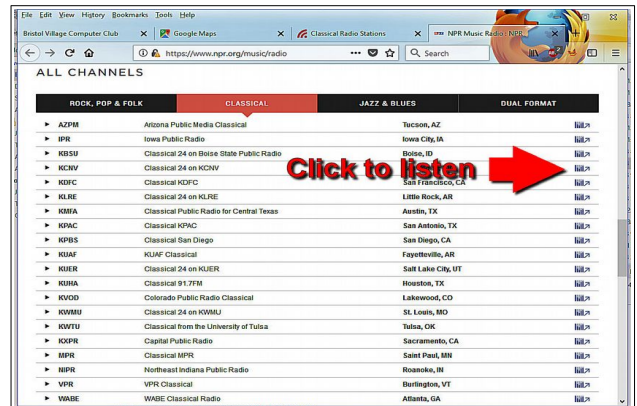 File Edit View History Bookmarks Tools Help
Bristol Village Computer Club Google Maps Classical Radio Stations NPR Music Radio : NPR
https://www.npr.org/music/radio Search
ALL CHANNELS
ROCK, POP & FOLK CLASSICAL JAZZ & BLUES DUAL FORMAT
AZPM Arizona Public Media Classical Tucson, AZ
IPR Iowa Public Radio Iowa City, IA
KBSU Classical 24 on Boise State Public Radio Boise, ID
KCNV Classical 24 on KCNV
Click to listen
KDFC Classical KDFC San Francisco, CA
KLRE Classical 24 on KLRE Little Rock, AR
KMFA Classical Public Radio for Central Texas Austin, TX
KPAC Classical KPAC San Antonio, TX
KPBS Classical San Diego San Diego, CA
KUAF KUAF Classical Fayetteville, AR
KUER Classical 24 on KUER Salt Lake City, UT
KUHA Classical 91.7FM Houston, TX
KVOD Colorado Public Radio Classical Lakewood, CO
KWMU Classical 24 on KWMU St. Louis, MO
KWTU Classical from the University of Tulsa Tulsa, OK
KXPR Capital Public Radio Sacramento, CA
MPR Classical MPR Saint Paul, MN
NIPR Northeast Indiana Public Radio Roanoke, IN
VPR VPR Classical Burlington, VT
WABE WABE Classical Radio Atlanta, GA